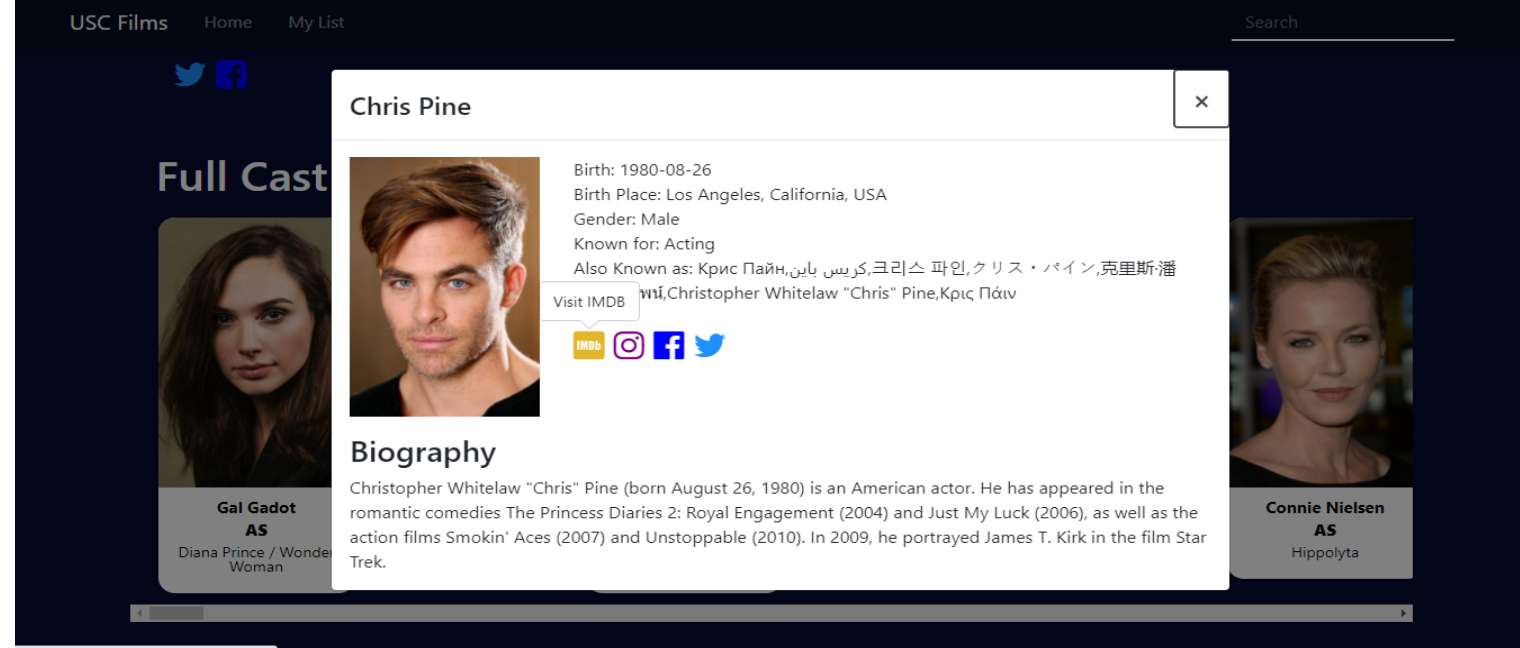 USC Films Home My List Search
Chris Pine ×
Full Cast
Birth: 1980-08-26
Birth Place: Los Angeles, California, USA
Gender: Male
Known for: Acting
Also Known as: Крис Пайн,كريس باين,크리스 파인,クリス・パイン,克里斯·潘
Christopher Whitelaw "Chris" Pine,Κρις Πάιν
Visit IMDB
IMDb
Biography
Christopher Whitelaw "Chris" Pine (born August 26, 1980) is an American actor. He has appeared in the
romantic comedies The Princess Diaries 2: Royal Engagement (2004) and Just My Luck (2006), as well as the
action films Smokin' Aces (2007) and Unstoppable (2010). In 2009, he portrayed James T. Kirk in the film Star
Trek.
Gal Gadot
AS
Diana Prince / Wonder
Woman
Connie Nielsen
AS
Hippolyta